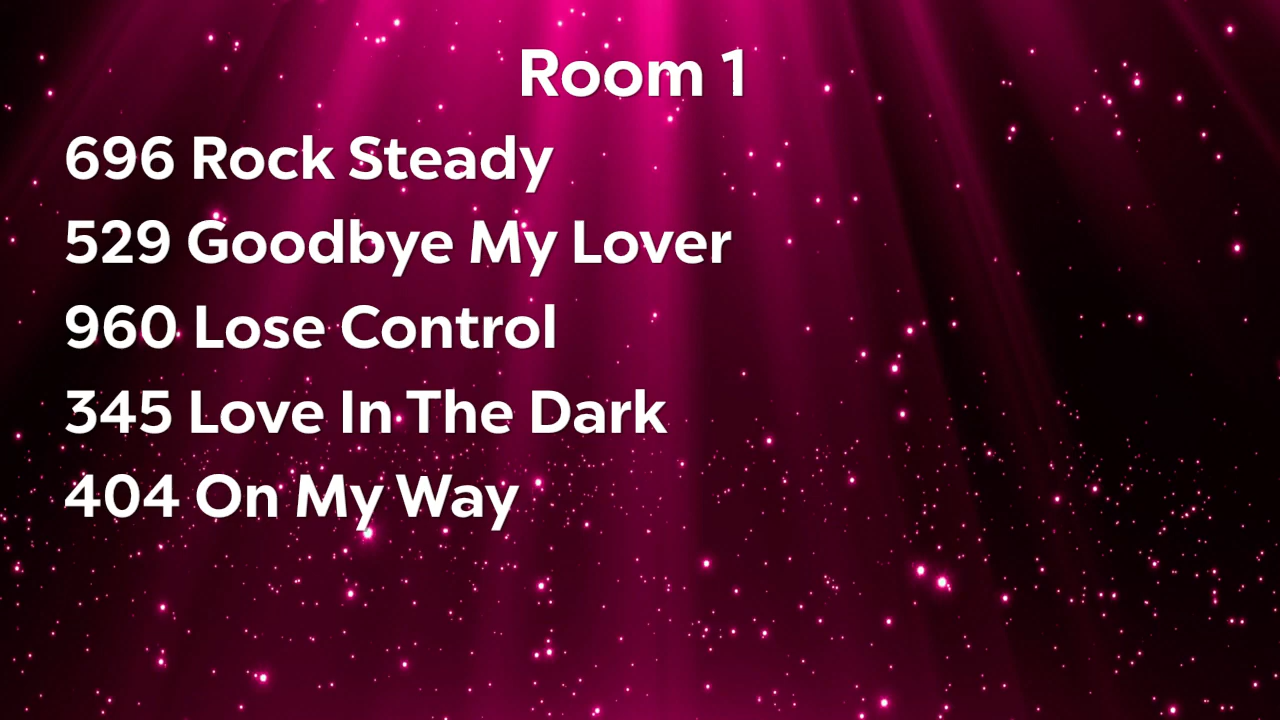 Room 1
696 Rock Steady
529 Goodbye My Lover
960 Lose Control
345 Love In The Dark
404 On My Way